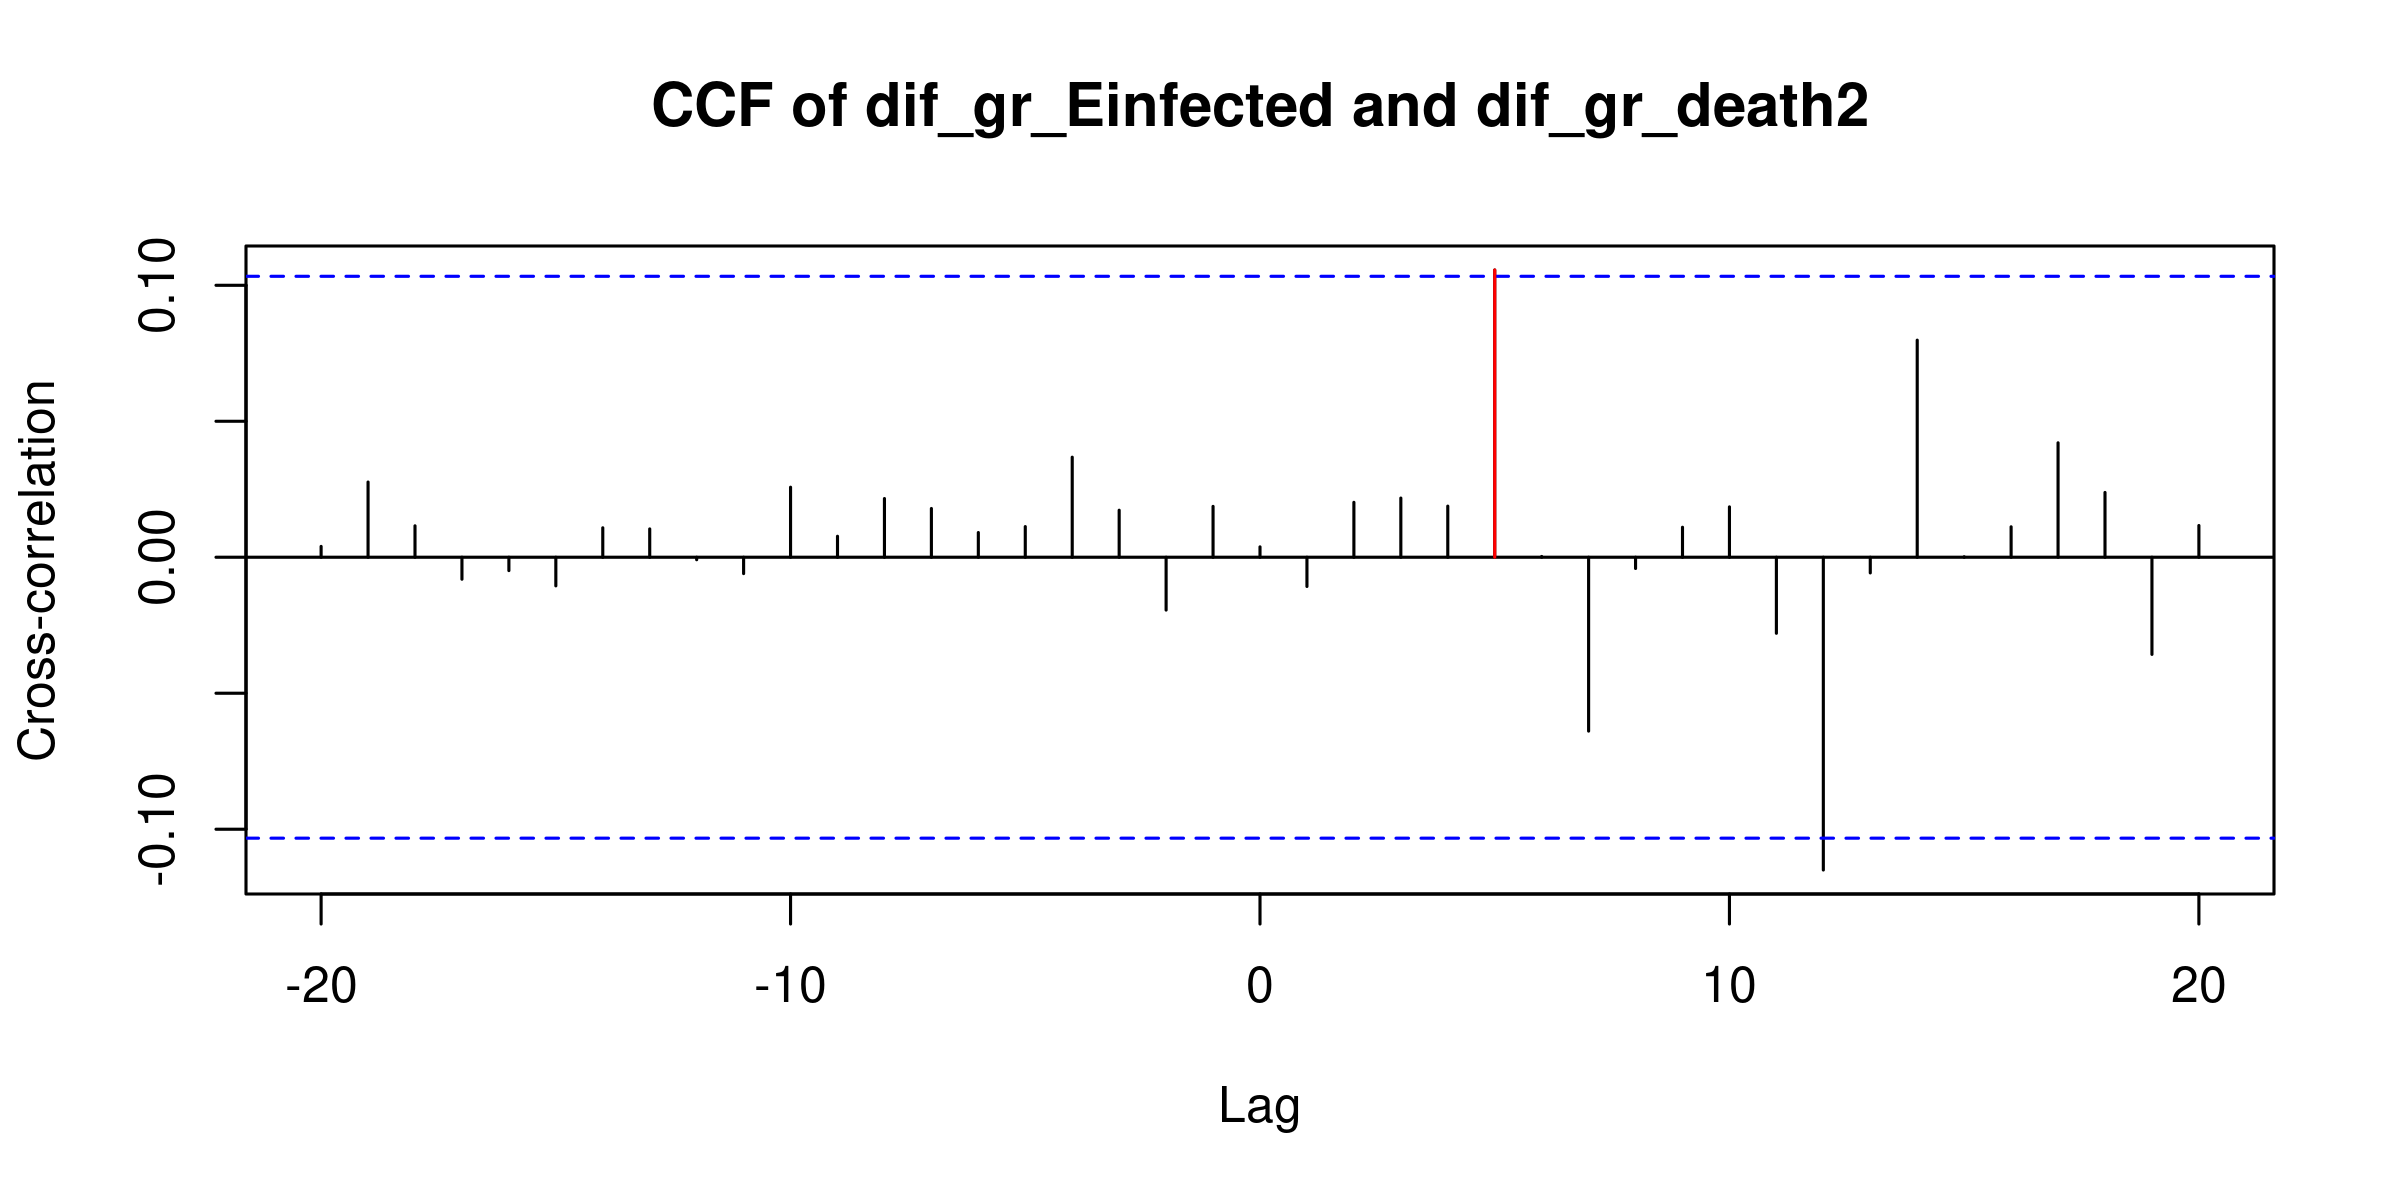 CCF of dif_gr_Einfected and dif_gr_death2
Cross-correlation
0.10
0.00
-0.10
-20 -10 0 10 20
Lag